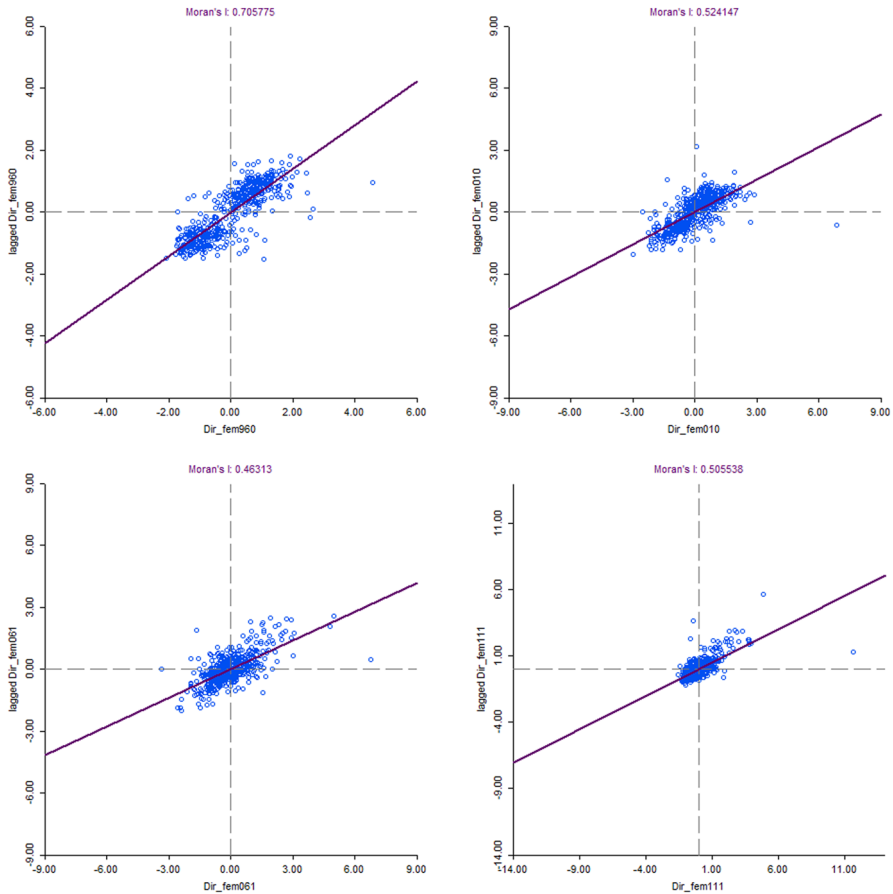 Moran's I: 0.705775
6.00
4.00
2.00
0.00
-2.00
-4.00
-6.00
lagged Dir_fem960
-6.00 -4.00 -2.00 0.00 2.00 4.00 6.00
Dir_fem960
Moran's I: 0.524147
9.00
6.00
3.00
0.00
-3.00
-6.00
-9.00
lagged Dir_fem010
-9.00 -6.00 -3.00 0.00 3.00 6.00 9.00
Dir_fem010
Moran's I: 0.46313
9.00
6.00
3.00
0.00
-3.00
-6.00
-9.00
lagged Dir_fem061
-9.00 -6.00 -3.00 0.00 3.00 6.00 9.00
Dir_fem061
Moran's I: 0.505538
11.00
6.00
1.00
-4.00
-9.00
-14.00
lagged Dir_fem111
-14.00 -9.00 -4.00 1.00 6.00 11.00
Dir_fem111